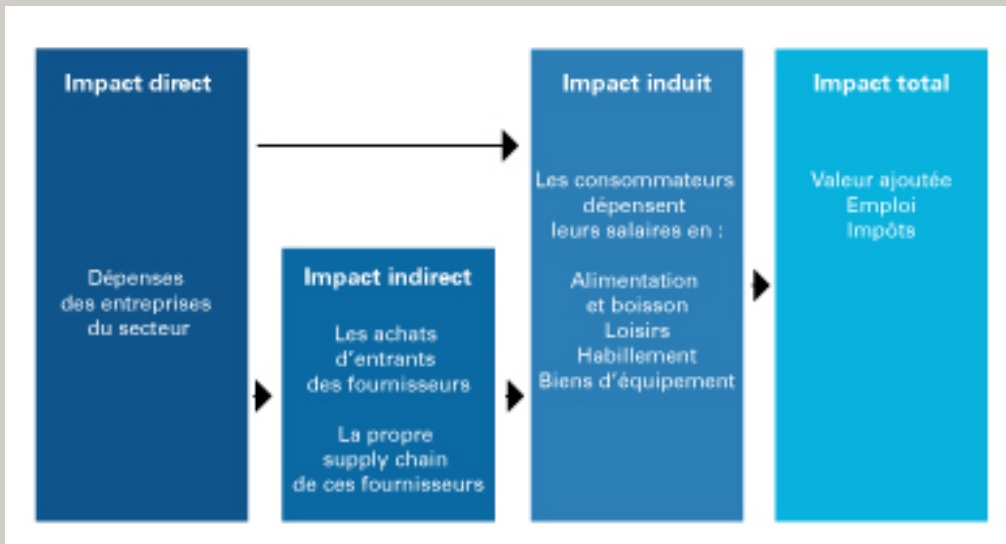 Impact direct
Dépenses
des entreprises
du secteur
Impact indirect
Les achats
d'entrants
des fournisseurs
La propre
supply chain
de ces fournisseurs
Impact induit
Les consommateurs
dépensent
leurs salaires en :
Alimentation
et boisson
Loisirs
Habillement
Biens d'équipement
Impact total
Valeur ajoutée
Emploi
Impôts